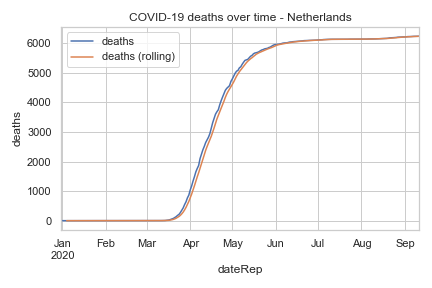 COVID-19 deaths over time - Netherlands
deaths
deaths (rolling)
6000
5000
4000
3000
2000
1000
0
deaths
Jan Feb Mar Apr May Jun Jul Aug Sep
2020
dateRep